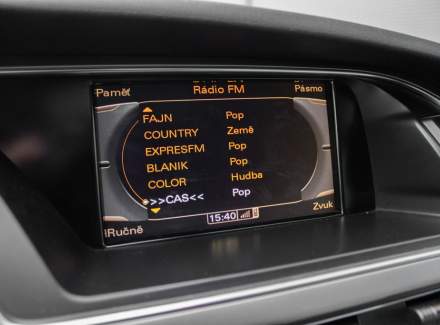 Paměť Rádio FM Pásmo
FAJN Pop
COUNTRY Země
EXPRESFM Pop
BLANIK Pop
COLOR Hudba
>>CAS<< Pop
IRučně 15:40 Zvuk